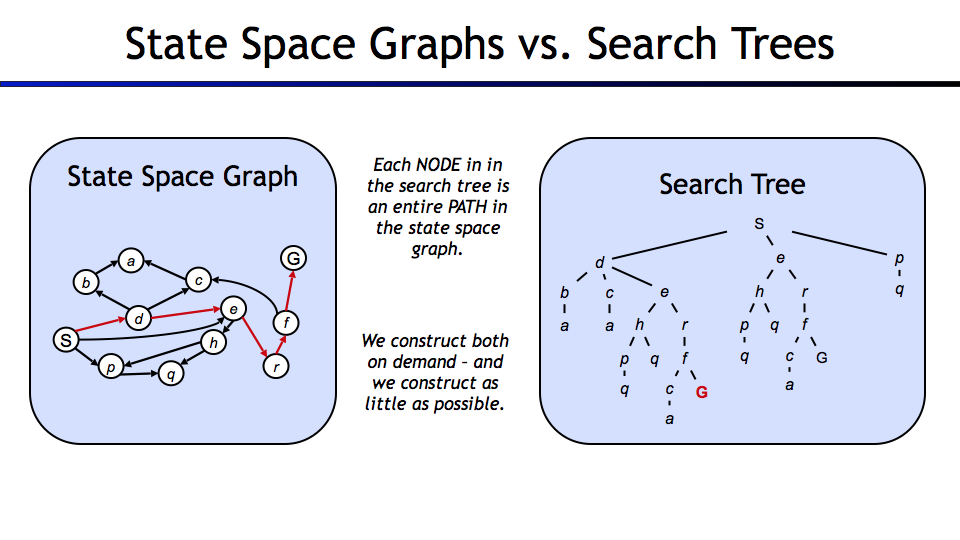 State Space Graphs vs. Search Trees
State Space Graph
a
G
b
c
e
d
f
S
h
p
q
r
Each NODE in in
the search tree is
an entire PATH in
the state space
graph.
We construct both
on demand – and
we construct as
little as possible.
Search Tree
S
d e p
b c e h r q
a a h r p q f
p q f q c G
q c G a
a